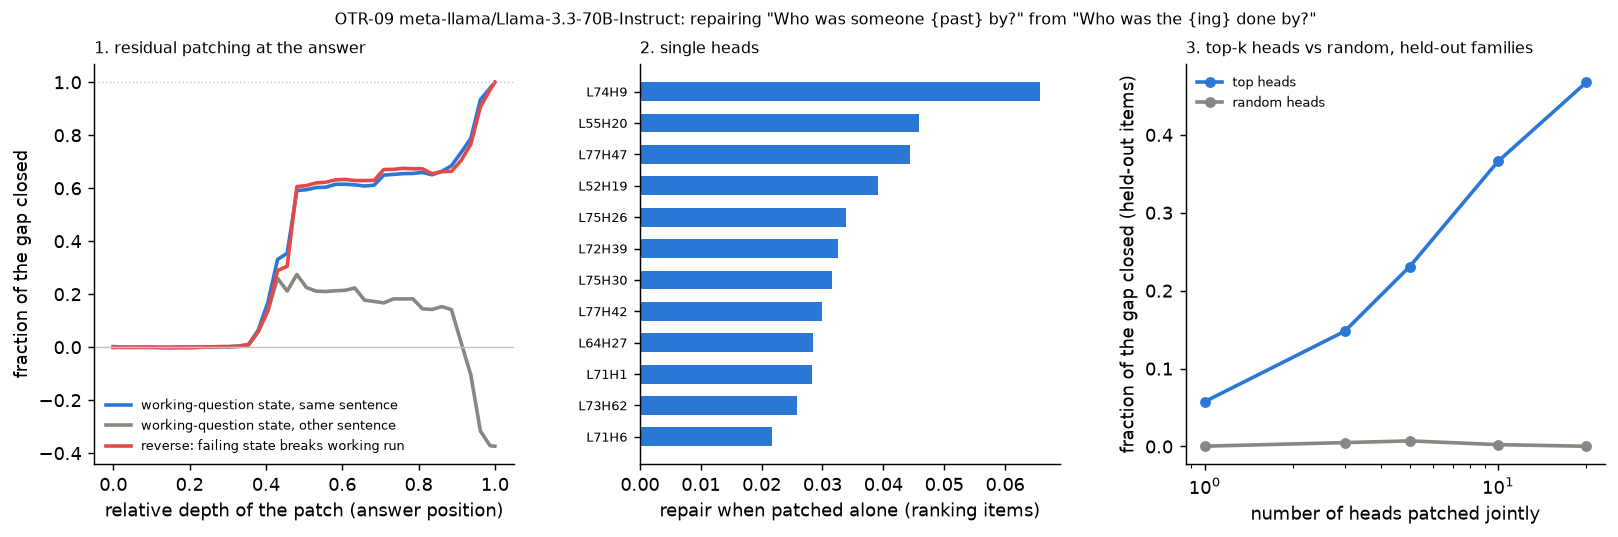 OTR-09 meta-llama/Llama-3.3-70B-Instruct: repairing "Who was someone {past} by?" from "Who was the {ing} done by?"
1. residual patching at the answer
fraction of the gap closed
1.0
0.8
0.6
0.4
0.2
0.0
−0.2
−0.4
working-question state, same sentence
working-question state, other sentence
reverse: failing state breaks working run
0.0 0.2 0.4 0.6 0.8 1.0
relative depth of the patch (answer position)
2. single heads
L74H9
L55H20
L77H47
L52H19
L75H26
L72H39
L75H30
L77H42
L64H27
L71H1
L73H62
L71H6
0.00 0.01 0.02 0.03 0.04 0.05 0.06
repair when patched alone (ranking items)
3. top-k heads vs random, held-out families
fraction of the gap closed (held-out items)
top heads
random heads
0.4
0.3
0.2
0.1
0.0
10⁰ 10¹
number of heads patched jointly